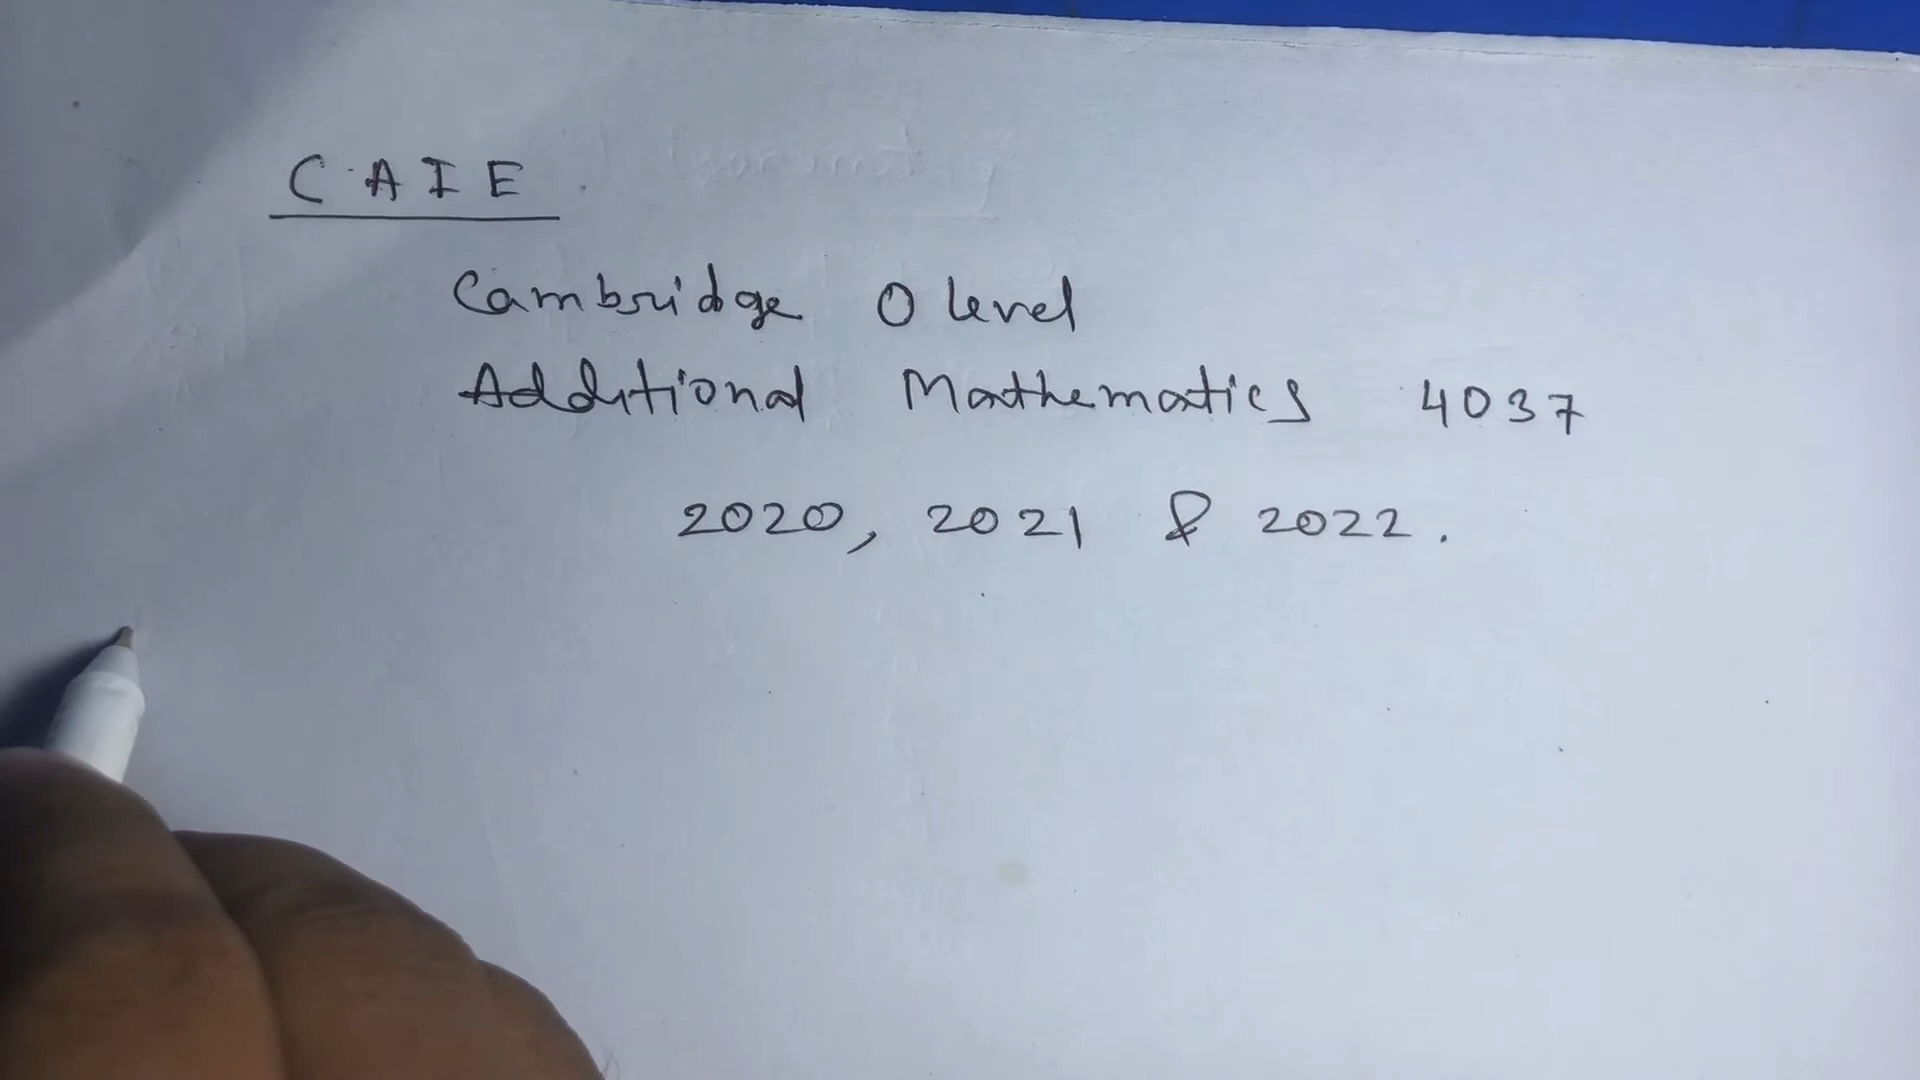 CAIE
Cambridge O level
Additional Mathematics 4037
2020, 2021 & 2022.